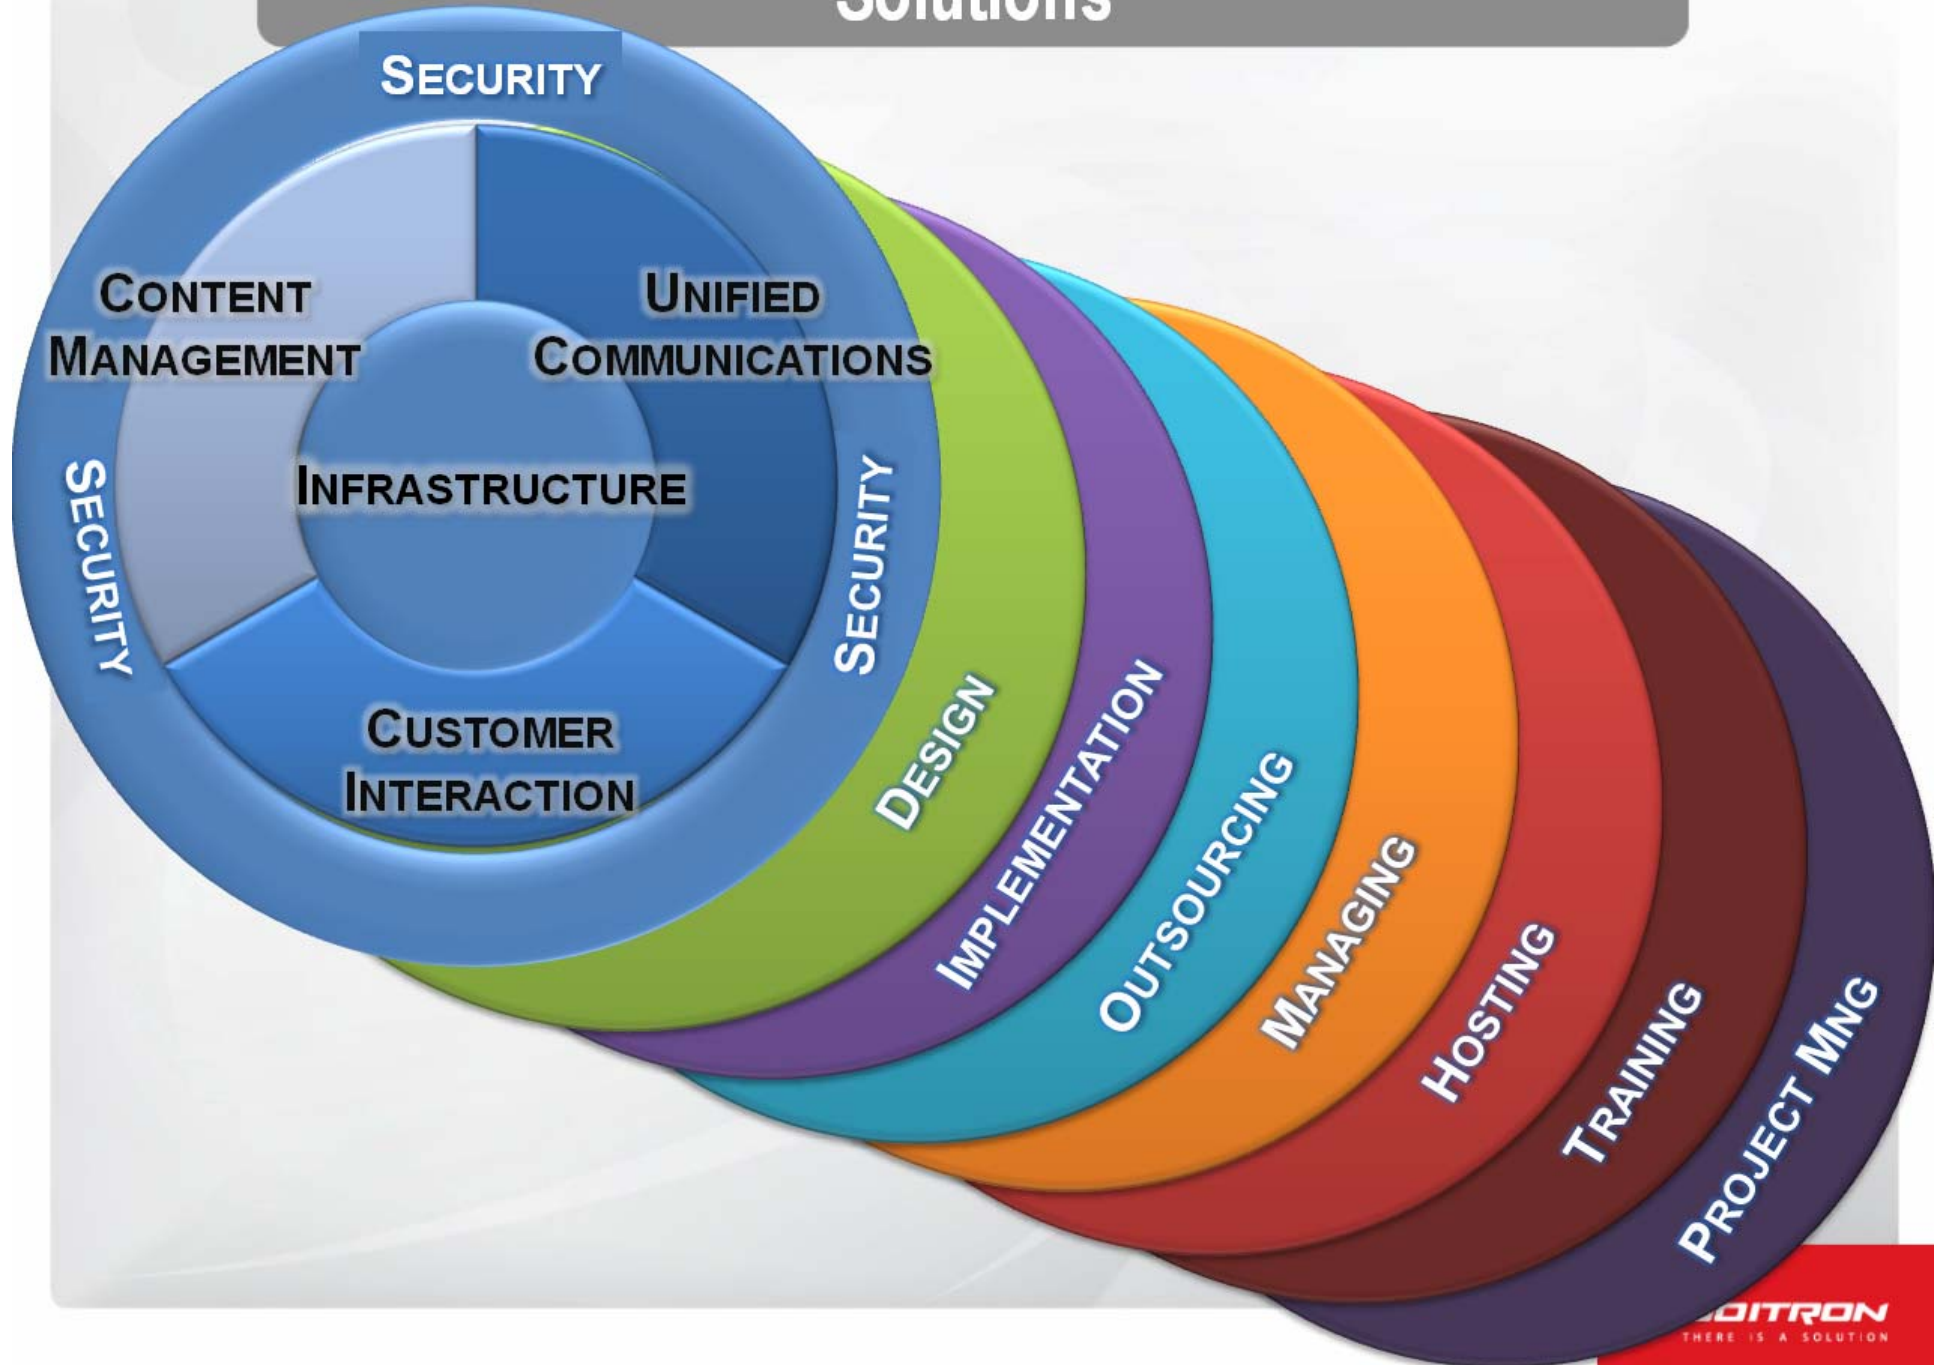 Solutions
SECURITY
CONTENT
MANAGEMENT
UNIFIED
COMMUNICATIONS
SECURITY
INFRASTRUCTURE
SECURITY
CUSTOMER
INTERACTION
DESIGN
IMPLEMENTATION
OUTSOURCING
MANAGING
HOSTING
TRAINING
PROJECT MNG
THERE IS A SOLUTION